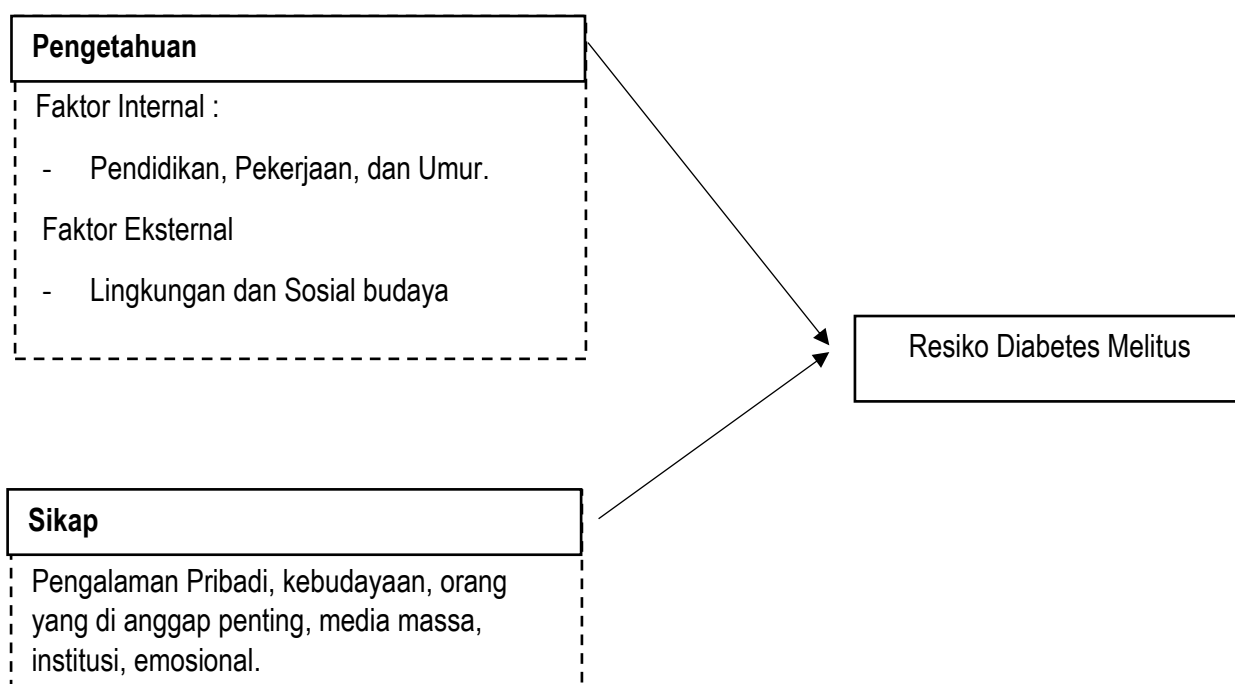 Pengetahuan
Faktor Internal :
- Pendidikan, Pekerjaan, dan Umur.
Faktor Eksternal
- Lingkungan dan Sosial budaya
Resiko Diabetes Melitus
Sikap
Pengalaman Pribadi, kebudayaan, orang
yang di anggap penting, media massa,
institusi, emosional.